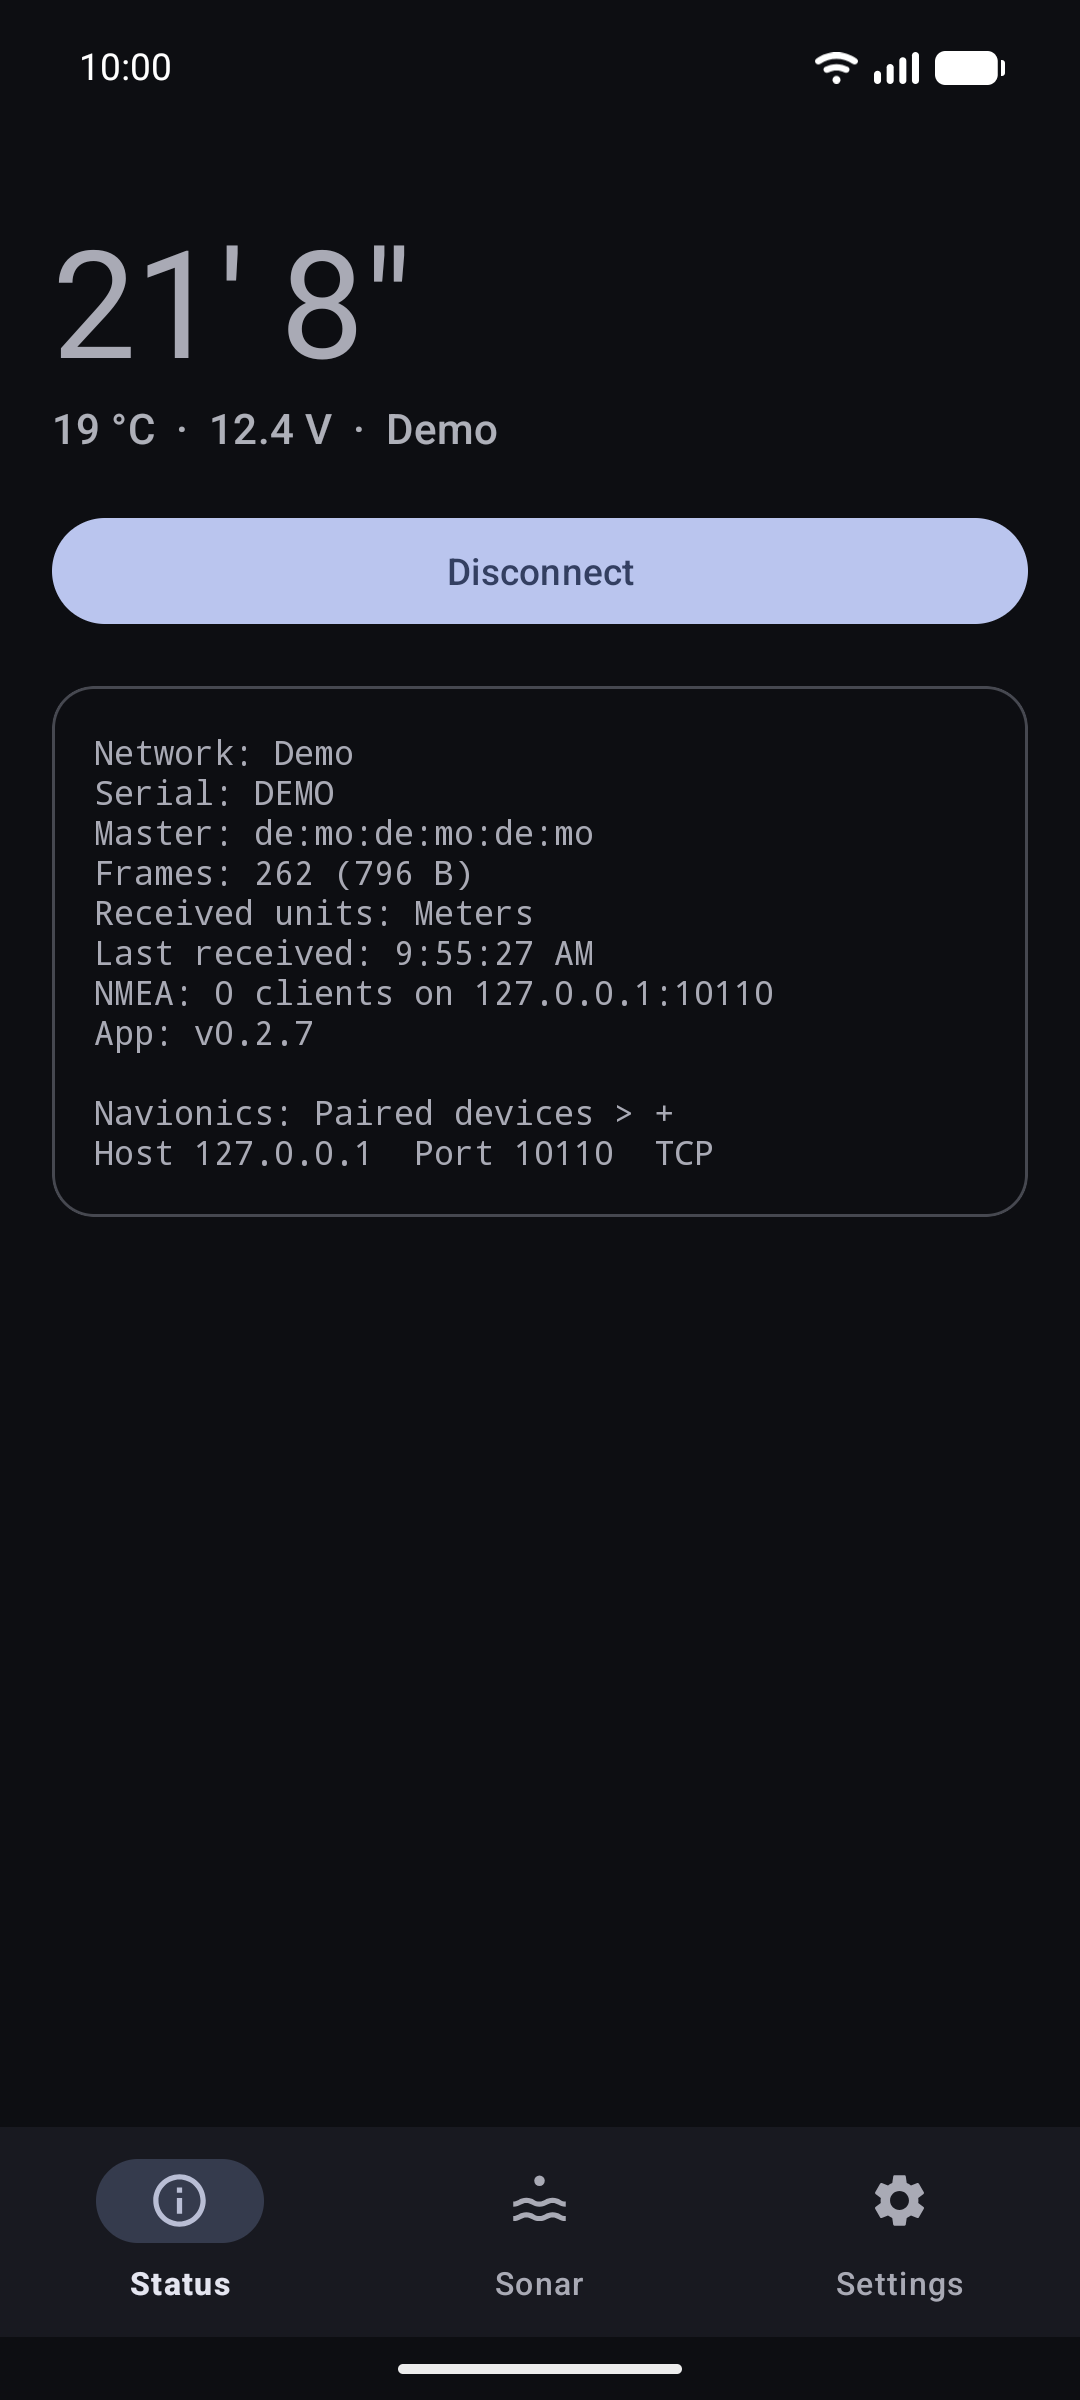 10:00
21' 8"
19 °C · 12.4 V · Demo
Disconnect
Network: Demo
Serial: DEMO
Master: de:mo:de:mo:de:mo
Frames: 262 (796 B)
Received units: Meters
Last received: 9:55:27 AM
NMEA: 0 clients on 127.0.0.1:10110
App: v0.2.7
Navionics: Paired devices > +
Host 127.0.0.1  Port 10110  TCP
Status
Sonar
Settings